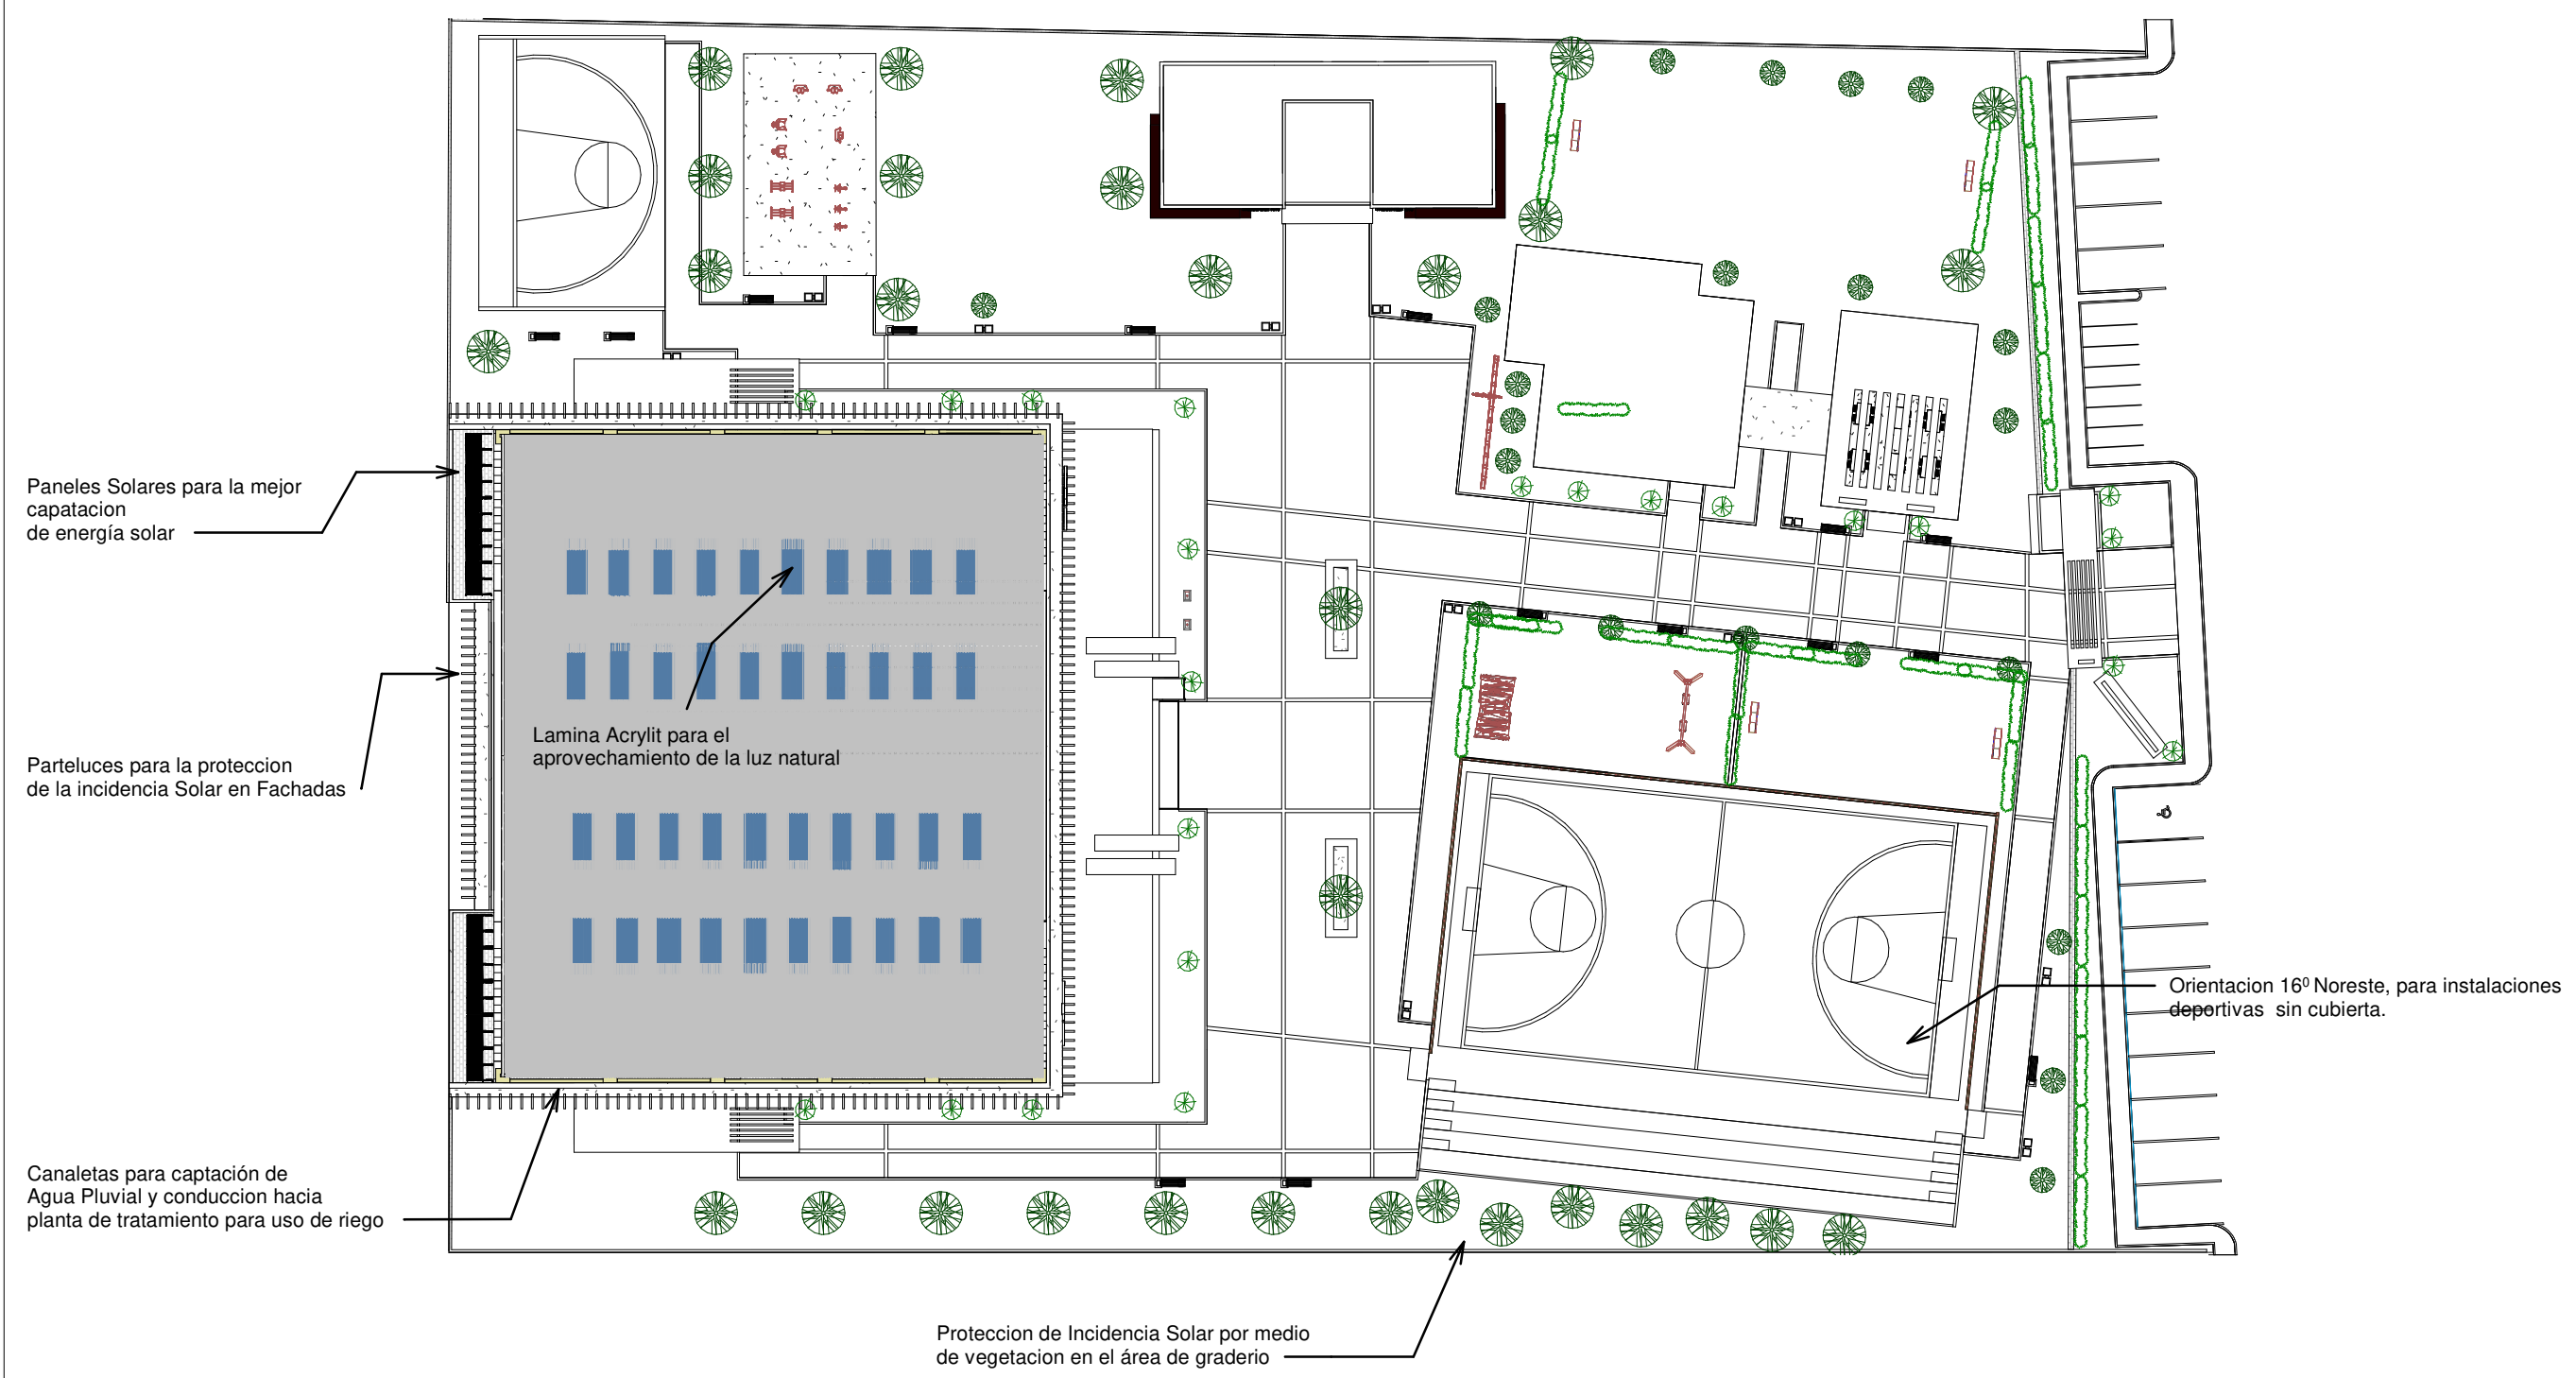 Paneles Solares para la mejor
capatacion
de energía solar
Lamina Acrylit para el
aprovechamiento de la luz natural
Parteluces para la proteccion
de la incidencia Solar en Fachadas
Orientacion 16⁰ Noreste, para instalaciones
deportivas sin cubierta.
Canaletas para captación de
Agua Pluvial y conduccion hacia
planta de tratamiento para uso de riego
Proteccion de Incidencia Solar por medio
de vegetacion en el área de graderio